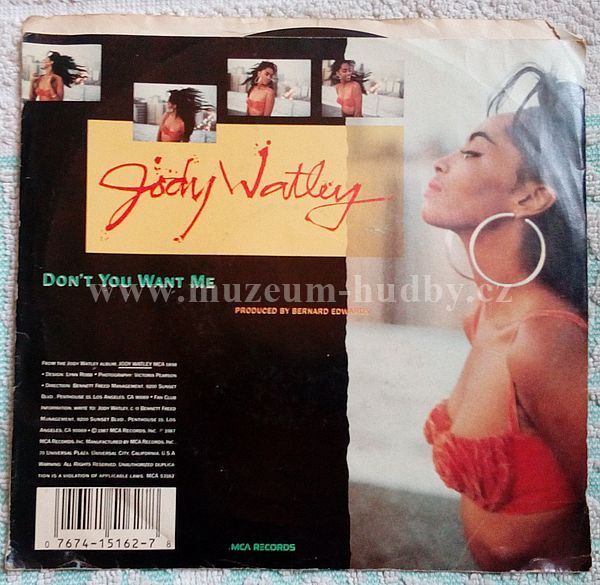 Jody Watley
DON'T YOU WANT ME
www.muzeum-hudby.cz
PRODUCED BY BERNARD EDWARDS
FROM THE JODY WATLEY ALBUM: JODY WATLEY MCA 5898
• DESIGN: LYNN ROBB • PHOTOGRAPHY: VICTORIA PEARSON
• DIRECTION: BENNETT FREED MANAGEMENT, 9200 SUNSET
BLVD., PENTHOUSE 15, LOS ANGELES, CA 90069 • FAN CLUB
INFORMATION, WRITE TO: JODY WATLEY, C/O BENNETT FREED
MANAGEMENT, 9200 SUNSET BLVD., PENTHOUSE 15, LOS
ANGELES, CA 90069 • © 1987 MCA RECORDS, INC. ℗ 1987
MCA RECORDS, INC. MANUFACTURED BY MCA RECORDS, INC.,
70 UNIVERSAL PLAZA, UNIVERSAL CITY, CALIFORNIA, U.S.A.
WARNING: ALL RIGHTS RESERVED. UNAUTHORIZED DUPLICA-
TION IS A VIOLATION OF APPLICABLE LAWS. MCA 53162
0 7674-15162-7 8
MCA RECORDS